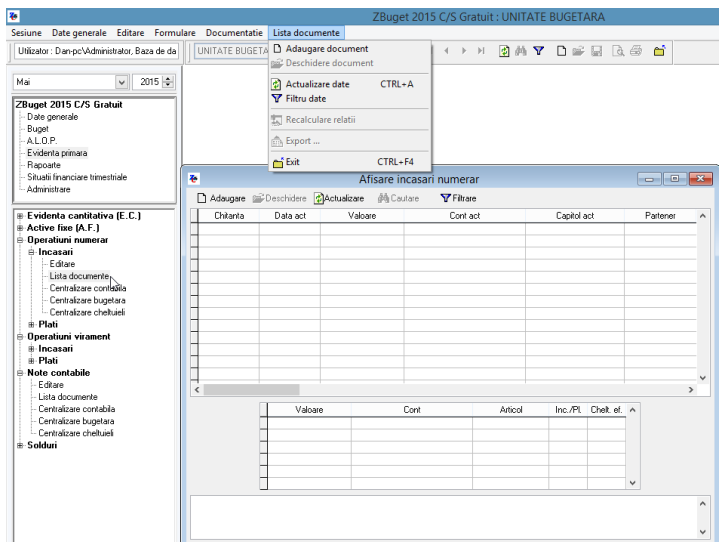 ZBuget 2015 C/S Gratuit : UNITATE BUGETARA
Sesiune Date generale Editare Formulare Documentatie Lista documente
Utilizator : Dan-pc\Administrator, Baza de da
UNITATE BUGETA
Adaugare document
Deschidere document
Actualizare date CTRL+A
Filtru date
Recalculare relatii
Export ...
Exit CTRL+F4
Mai 2015
ZBuget 2015 C/S Gratuit
Date generale
Buget
A.L.O.P.
Evidenta primara
Rapoarte
Situatii financiare trimestriale
Administrare
Evidenta cantitativa (E.C.)
Active fixe (A.F.)
Operatiuni numerar
Incasari
Editare
Lista documente
Centralizare contabila
Centralizare bugetara
Centralizare cheltuieli
Plati
Operatiuni virament
Incasari
Plati
Note contabile
Editare
Lista documente
Centralizare contabila
Centralizare bugetara
Centralizare cheltuieli
Solduri
Afisare incasari numerar
Adaugare Deschidere Actualizare Cautare Filtrare
Chitanta Data act Valoare Cont act Capitol act Partener
Valoare Cont Articol Inc./Pl. Chelt. ef.